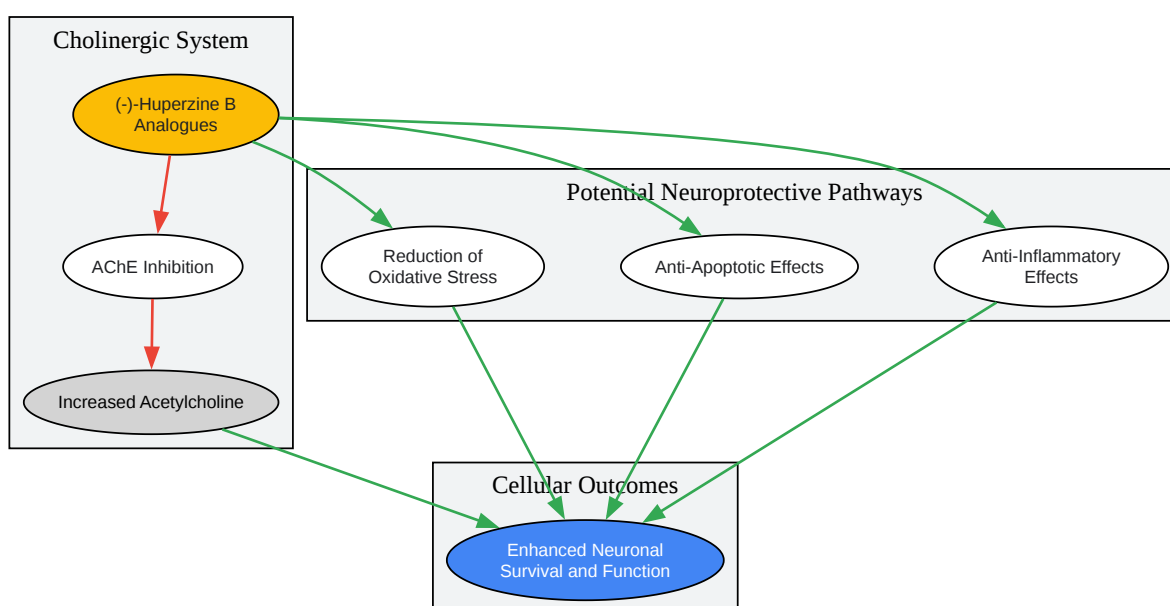 Cholinergic System
(-)-Huperzine B
Analogues
AChE Inhibition
Increased Acetylcholine
Potential Neuroprotective Pathways
Reduction of
Oxidative Stress
Anti-Apoptotic Effects
Anti-Inflammatory
Effects
Cellular Outcomes
Enhanced Neuronal
Survival and Function